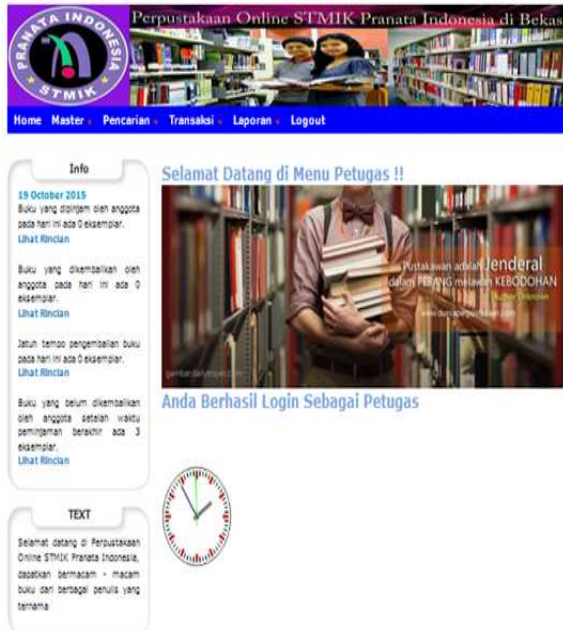 PRANATA INDONESIA
STMIK
Perpustakaan Online STMIK Pranata Indonesia di Bekas
Home Master Pencarian Transaksi Laporan Logout
Info
19 October 2015
Buku yang dipinjam oleh anggota
pada hari ini ada 0 eksemplar.
Lihat Rincian
Buku yang dikembalikan oleh
anggota pada hari ini ada 0
eksemplar.
Lihat Rincian
Jatuh tempo pengembalian buku
pada hari ini ada 0 eksemplar.
Lihat Rincian
Buku yang belum dikembalikan
oleh anggota setelah waktu
peminjaman berakhir ada 3
eksemplar.
Lihat Rincian
TEXT
Selamat datang di Perpustakaan
Online STMIK Pranata Indonesia,
dapatkan bermacam - macam
buku dari berbagai penulis yang
ternama
Selamat Datang di Menu Petugas !!
Pustakawan adalah Jenderal
dalam PERANG melawan KEBODOHAN
Unknown
Anda Berhasil Login Sebagai Petugas